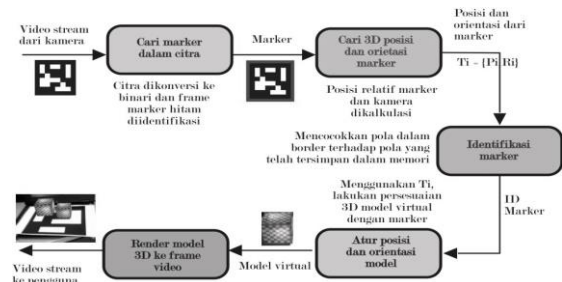 Video stream
dari kamera
Cari marker
dalam citra
Citra dikonversi ke
binari dan frame
marker hitam
diidentifikasi
Marker
Cari 3D posisi
dan orietasi
marker
Posisi relatif marker
dan kamera
dikalkulasi
Posisi dan
orientasi dari
marker
Ti - {Pi,Ri}
Mencocokkan pola dalam
border terhadap pola yang
telah tersimpan dalam memori
Identifikasi
marker
ID
Marker
Menggunakan Ti,
lakukan persesuaian
3D model virtual
dengan marker
Atur posisi
dan orientasi
model
Model virtual
Render model
3D ke frame
video
Video stream
ke pengguna